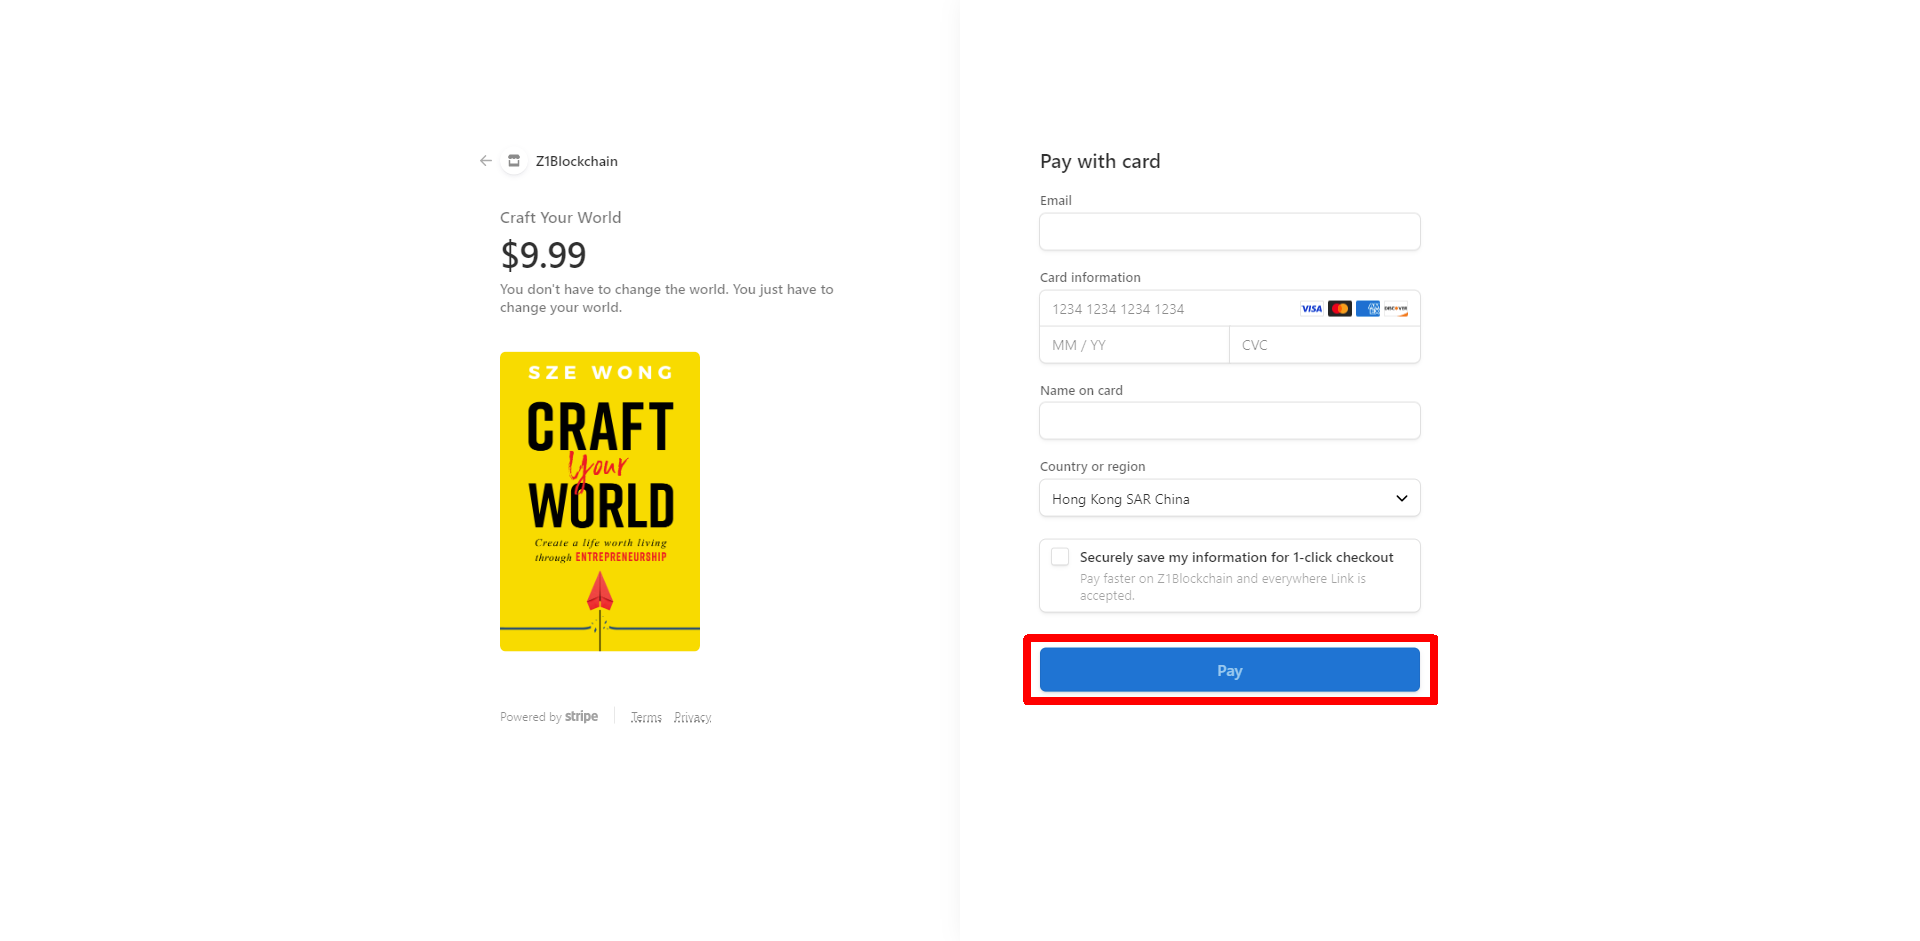 Z1Blockchain
Craft Your World
$9.99
You don't have to change the world. You just have to
change your world.
SZE WONG
CRAFT
Your
WORLD
Create a life worth living
through ENTREPRENEURSHIP
Powered by stripe
Terms Privacy
Pay with card
Email
Card information
1234 1234 1234 1234
VISA
AM
EX
DISCOVER
MM / YY
CVC
Name on card
Country or region
Hong Kong SAR China
Securely save my information for 1-click checkout
Pay faster on Z1Blockchain and everywhere Link is
accepted.
Pay